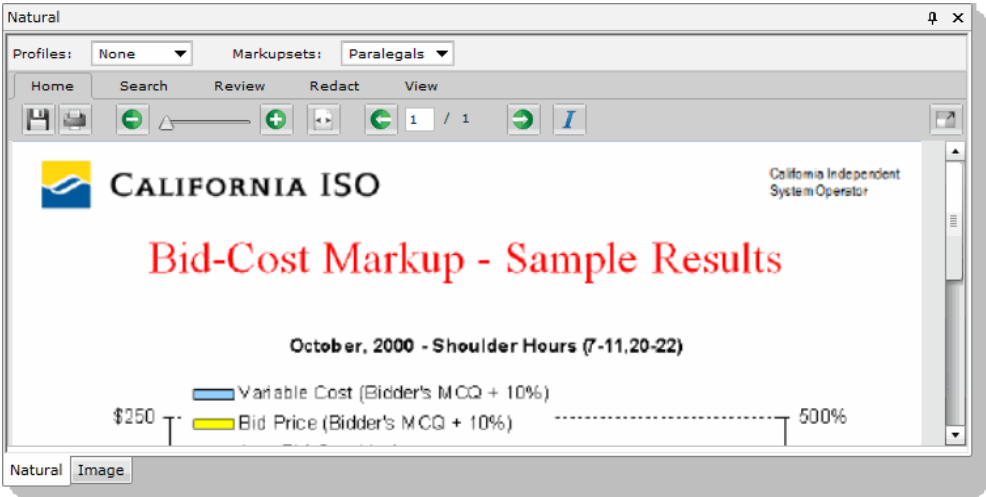 Natural
Profiles: None Markupsets: Paralegals
Home Search Review Redact View
1 / 1 I
CALIFORNIA ISO
California Independent
System Operator
Bid-Cost Markup - Sample Results
October, 2000 - Shoulder Hours (7-11,20-22)
Variable Cost (Bidder's MCQ + 10%)
$250 500%
Bid Price (Bidder's MCQ + 10%)
Natural Image